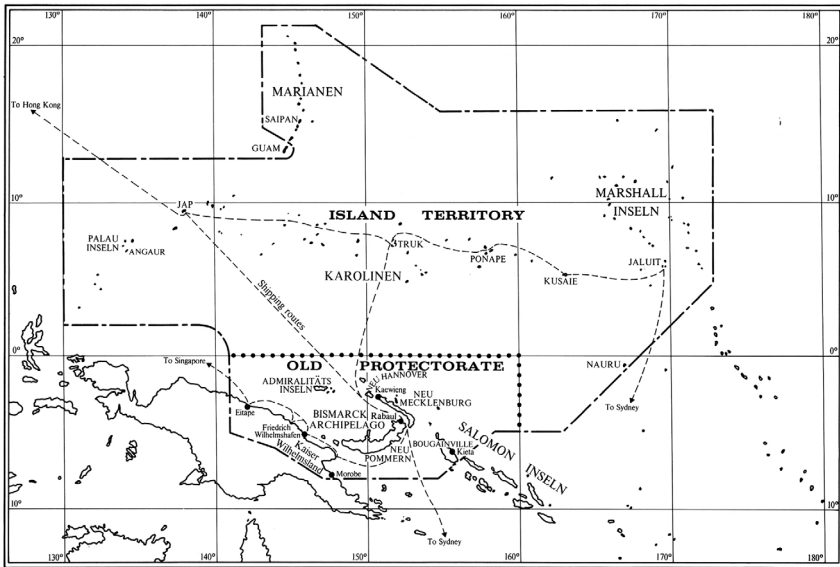 130°
140°
150°
160°
170°
180°
20°
20°
To Hong Kong
MARIANEN
SAIPAN
GUAM
10°
10°
JAP
ISLAND TERRITORY
MARSHALL
INSELN
PALAU
INSELN
ANGAUR
TRUK
PONAPE
KAROLINEN
KUSAIE
JALUIT
Shipping routes
0°
0°
To Singapore
OLD PROTECTORATE
NAURU
NEU
HANNOVER
ADMIRALITÄTS
INSELN
Kaewieng
NEU
MECKLENBURG
To Sydney
Eitape
BISMARCK
ARCHIPELAGO
Rabaul
Friedrich
Wilhelmshafen
SALOMON
INSELN
BOUGAINVILLE
Kieta
Kaiser
Wilhelmsland
NEU
POMMERN
Morobe
10°
10°
To Sydney
130°
140°
150°
160°
170°
180°